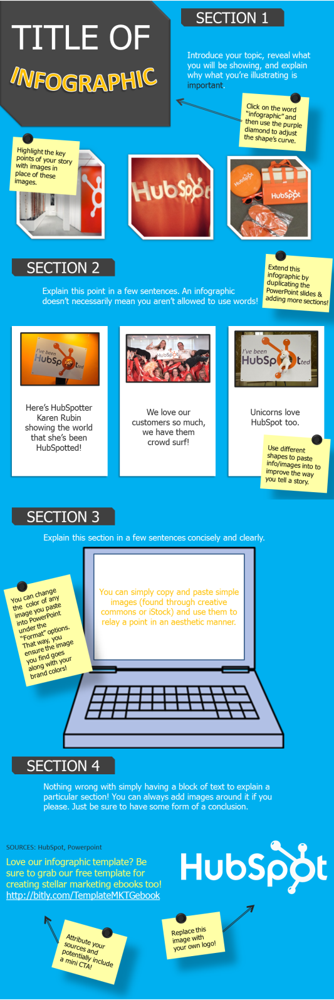 TITLE OF
INFOGRAPHIC
SECTION 1
Introduce your topic, reveal what
you will be showing, and explain
why what you're illustrating is
important.
Click on the word
"infographic" and
then use the purple
diamond to adjust
the shape's curve.
Highlight the key
points of your story
with images in
place of these
images.
HubSpot
HubSpot
HubSpot
SECTION 2
Explain this point in a few sentences. An infographic
doesn't necessarily mean you aren't allowed to use words!
Extend this
infographic by
duplicating the
PowerPoint slides &
adding more sections!
I've been
HubSpotted
HubSpot
I've been
HubSp ted
Here's HubSpotter
Karen Rubin
showing the world
that she's been
HubSpotted!
We love our
customers so much,
we have them
crowd surf!
Unicorns love
HubSpot too.
Use different
shapes to paste
info/images into to
improve the way
you tell a story.
SECTION 3
Explain this section in a few sentences concisely and clearly.
You can change
the color of any
image you paste
into PowerPoint
under the
"Format" options.
That way, you
ensure the image
you find goes
along with your
brand colors!
You can simply copy and paste simple
images (found through creative
commons or iStock) and use them to
relay a point in an aesthetic manner.
SECTION 4
Nothing wrong with simply having a block of text to explain a
particular section! You can always add images around it if you
please. Just be sure to have some form of a conclusion.
SOURCES: HubSpot, Powerpoint
Love our infographic template? Be
sure to grab our free template for
creating stellar marketing ebooks too!
http://bitly.com/TemplateMKTGebook
HubSpot
Attribute your
sources and
potentially include
a mini CTA!
Replace this
image with
your own logo!